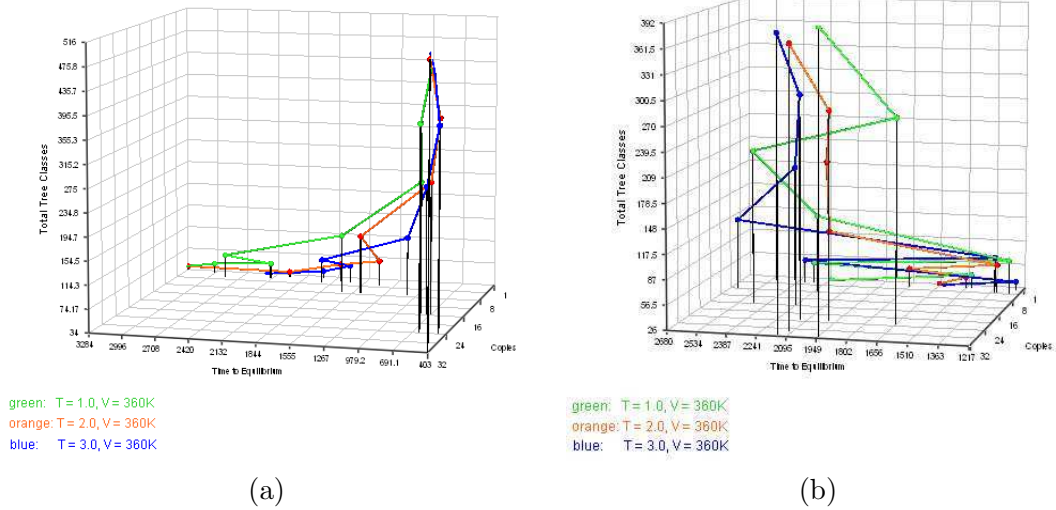 516
475.8
435.7
395.5
355.3
315.2
275
234.8
194.7
154.5
114.3
74.17
34
Total Tree Classes
3284 2996 2708 2420 2132 1844 1555 1267 979.2 691.1 403
Time to Equilibrium
32 24 16 8 1
Copies
green: T = 1.0, V = 360K
orange: T = 2.0, V = 360K
blue: T = 3.0, V = 360K
(a)
392
361.5
331
300.5
270
239.5
209
178.5
148
117.5
87
56.5
26
Total Tree Classes
2680 2534 2387 2241 2095 1949 1802 1656 1510 1363 1217
Time to Equilibrium
32 24 16 8 1
Copies
green: T = 1.0, V = 360K
orange: T = 2.0, V = 360K
blue: T = 3.0, V = 360K
(b)